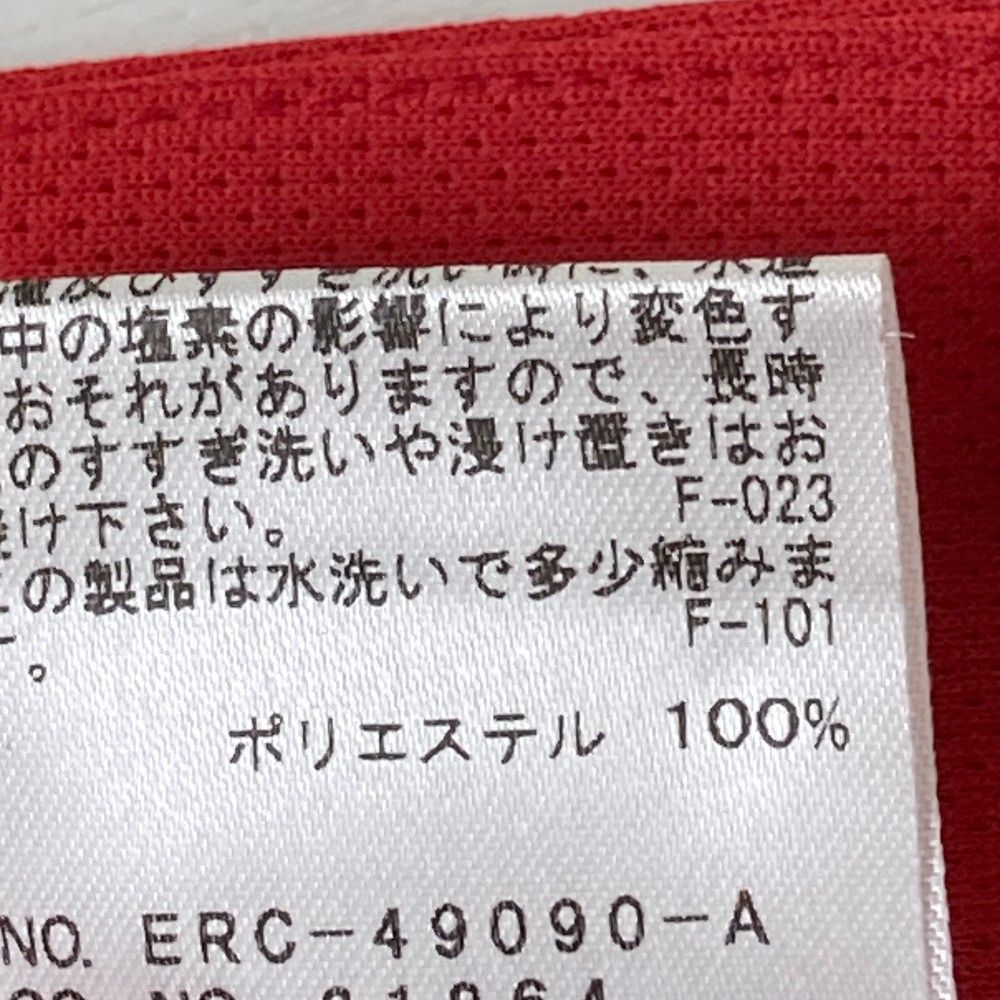 中の塩素の影響により変色す
おそれがありますので、長時
のすすぎ洗いや浸け置きはお
け下さい。 F-023
の製品は水洗いで多少縮みま
。 F-101
ポリエステル 100%
NO. ERC-49090-A